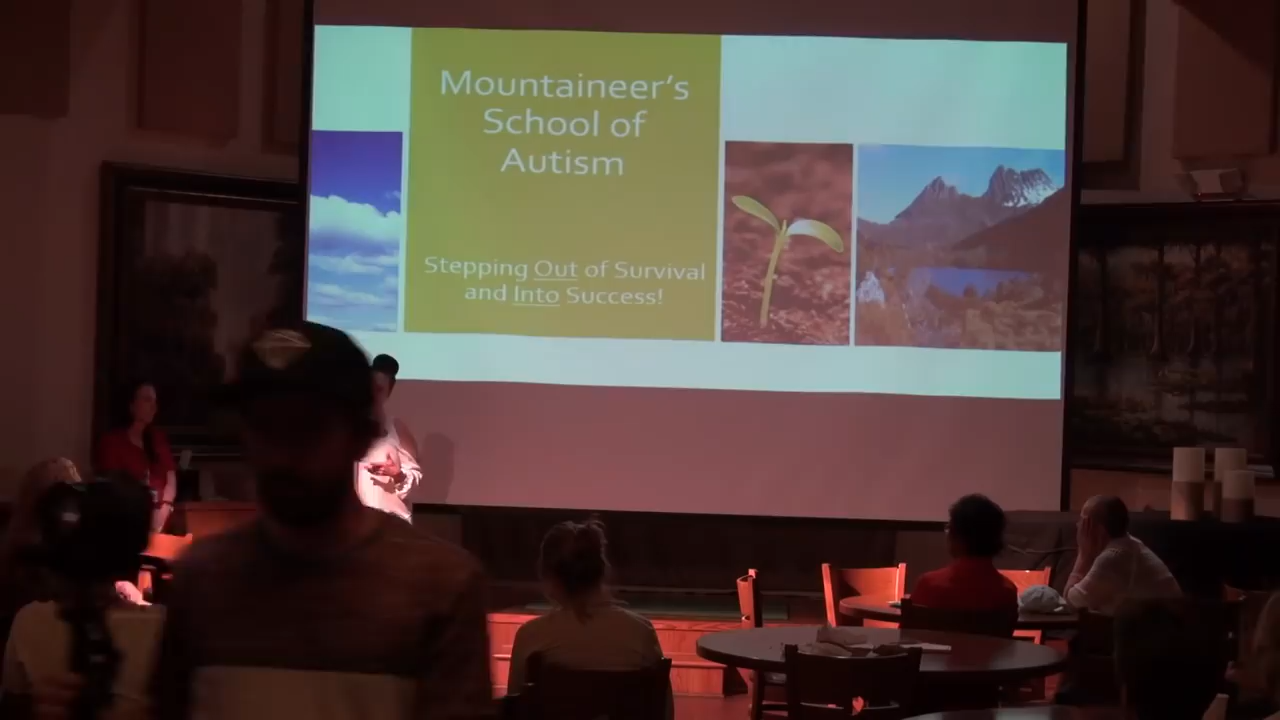 Mountaineer's
School of
Autism
Stepping Out of Survival
and Into Success!